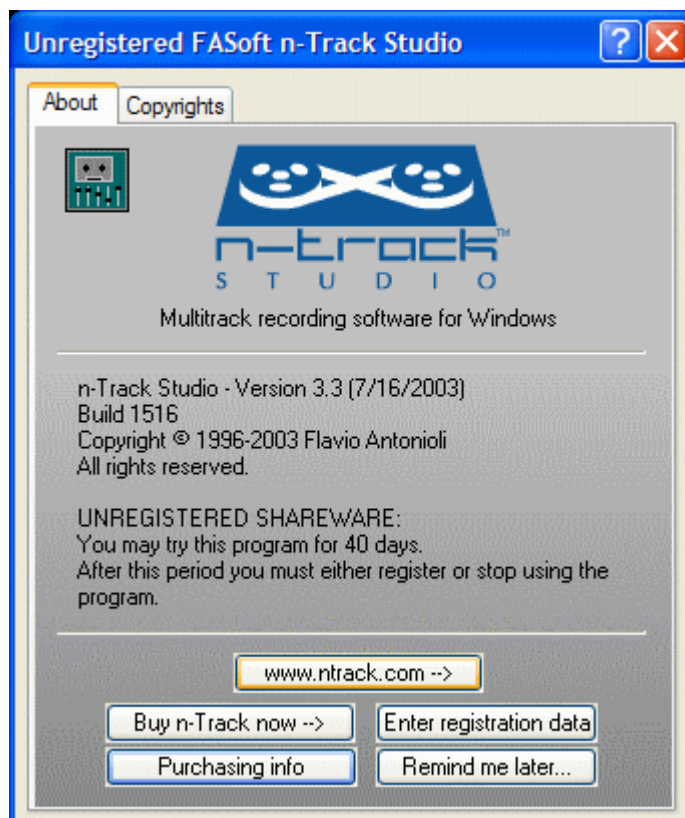 Unregistered FASoft n-Track Studio
About
Copyrights
n-track™
STUDIO
Multitrack recording software for Windows
n-Track Studio - Version 3.3 (7/16/2003)
Build 1516
Copyright © 1996-2003 Flavio Antonioli
All rights reserved.
UNREGISTERED SHAREWARE:
You may try this program for 40 days.
After this period you must either register or stop using the
program.
www.ntrack.com -->
Buy n-Track now -->
Enter registration data
Purchasing info
Remind me later...